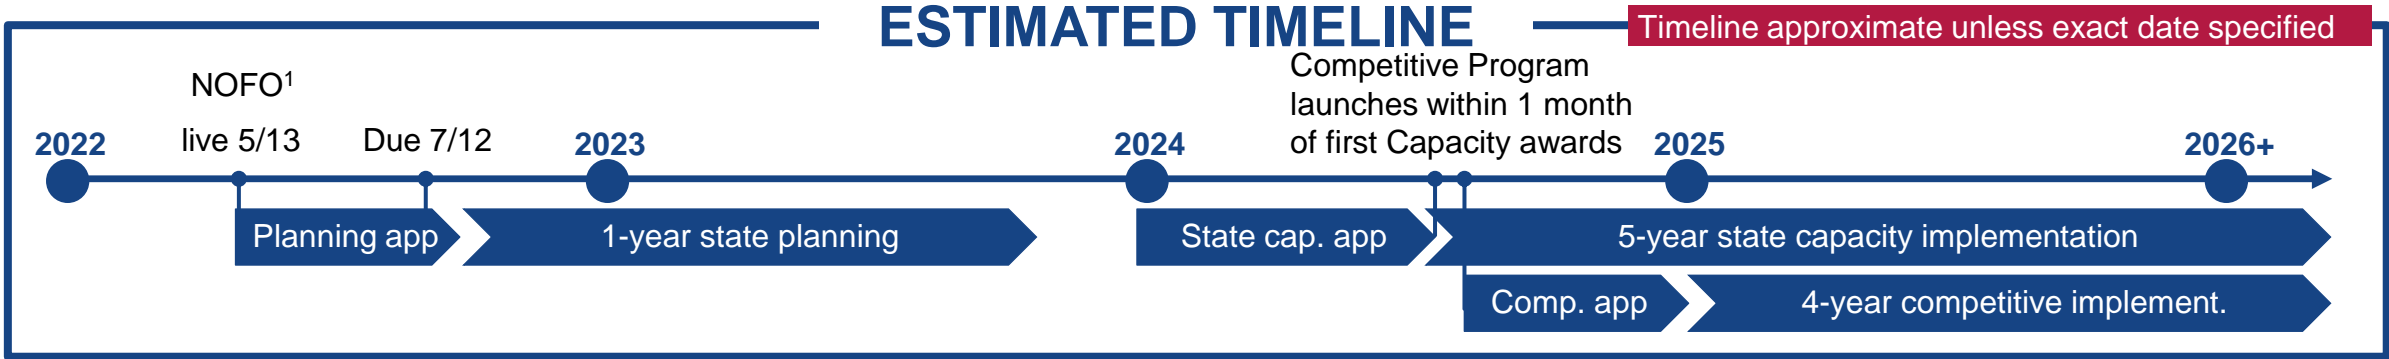 ESTIMATED TIMELINE
Timeline approximate unless exact date specified
NOFO¹
live 5/13
Due 7/12
Competitive Program
launches within 1 month
of first Capacity awards
2022
2023
2024
2025
2026+
Planning app
1-year state planning
State cap. app
5-year state capacity implementation
Comp. app
4-year competitive implement.